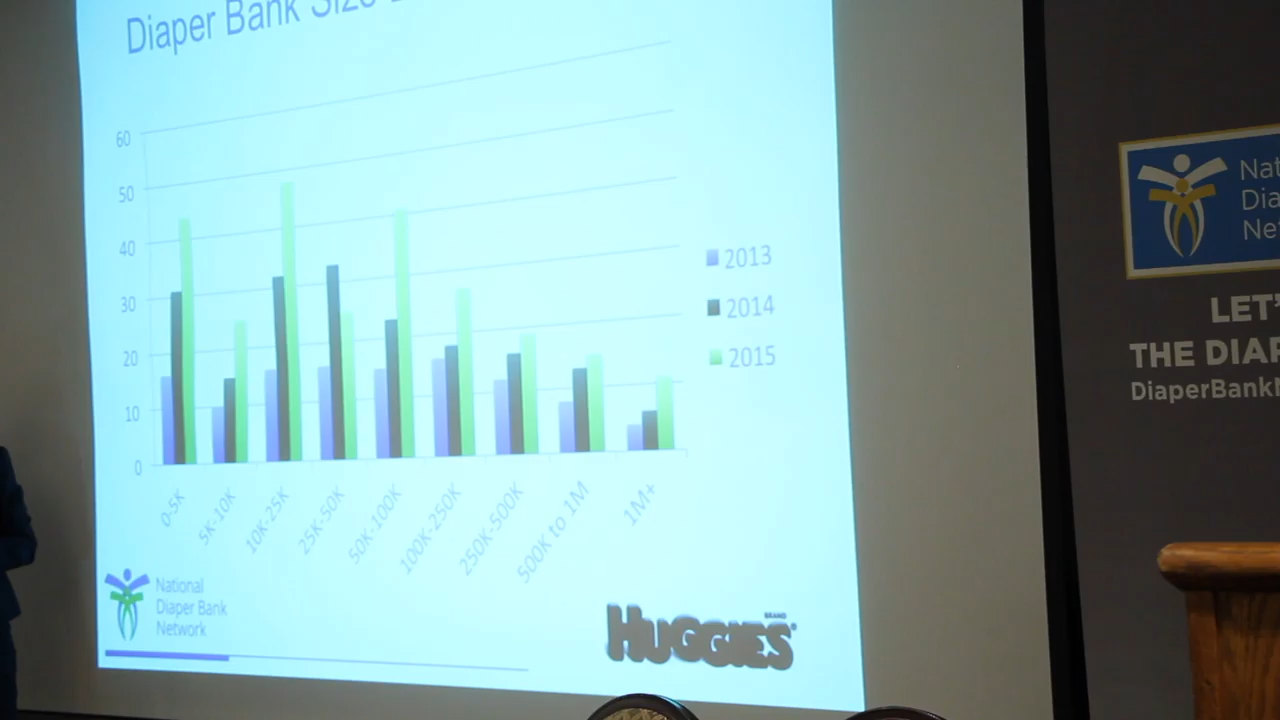 Diaper Bank Size
60
50
40
30
20
10
0
0-5K
5K-10K
10K-25K
25K-50K
50K-100K
100K-250K
250K-500K
500K to 1M
1M+
2013
2014
2015
National
Diaper Bank
Network
HUGGIES
BRAND
LET'
THE DIAP
DiaperBank